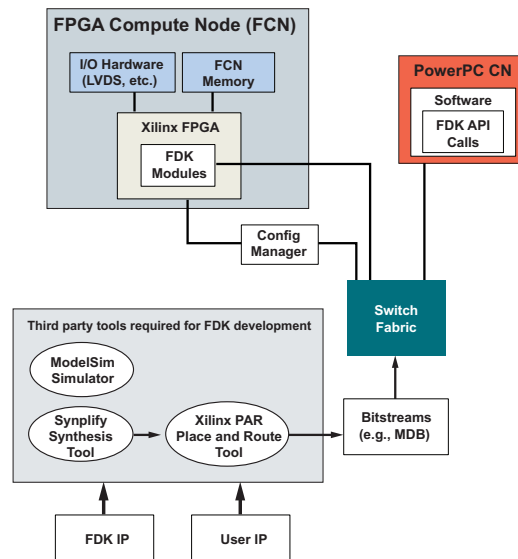 FPGA Compute Node (FCN)
I/O Hardware
(LVDS, etc.)
FCN
Memory
PowerPC CN
Software
FDK API
Calls
Xilinx FPGA
FDK
Modules
Config
Manager
Switch
Fabric
Third party tools required for FDK development
ModelSim
Simulator
Synplify
Synthesis
Tool
Xilinx PAR
Place and Route
Tool
Bitstreams
(e.g., MDB)
FDK IP
User IP